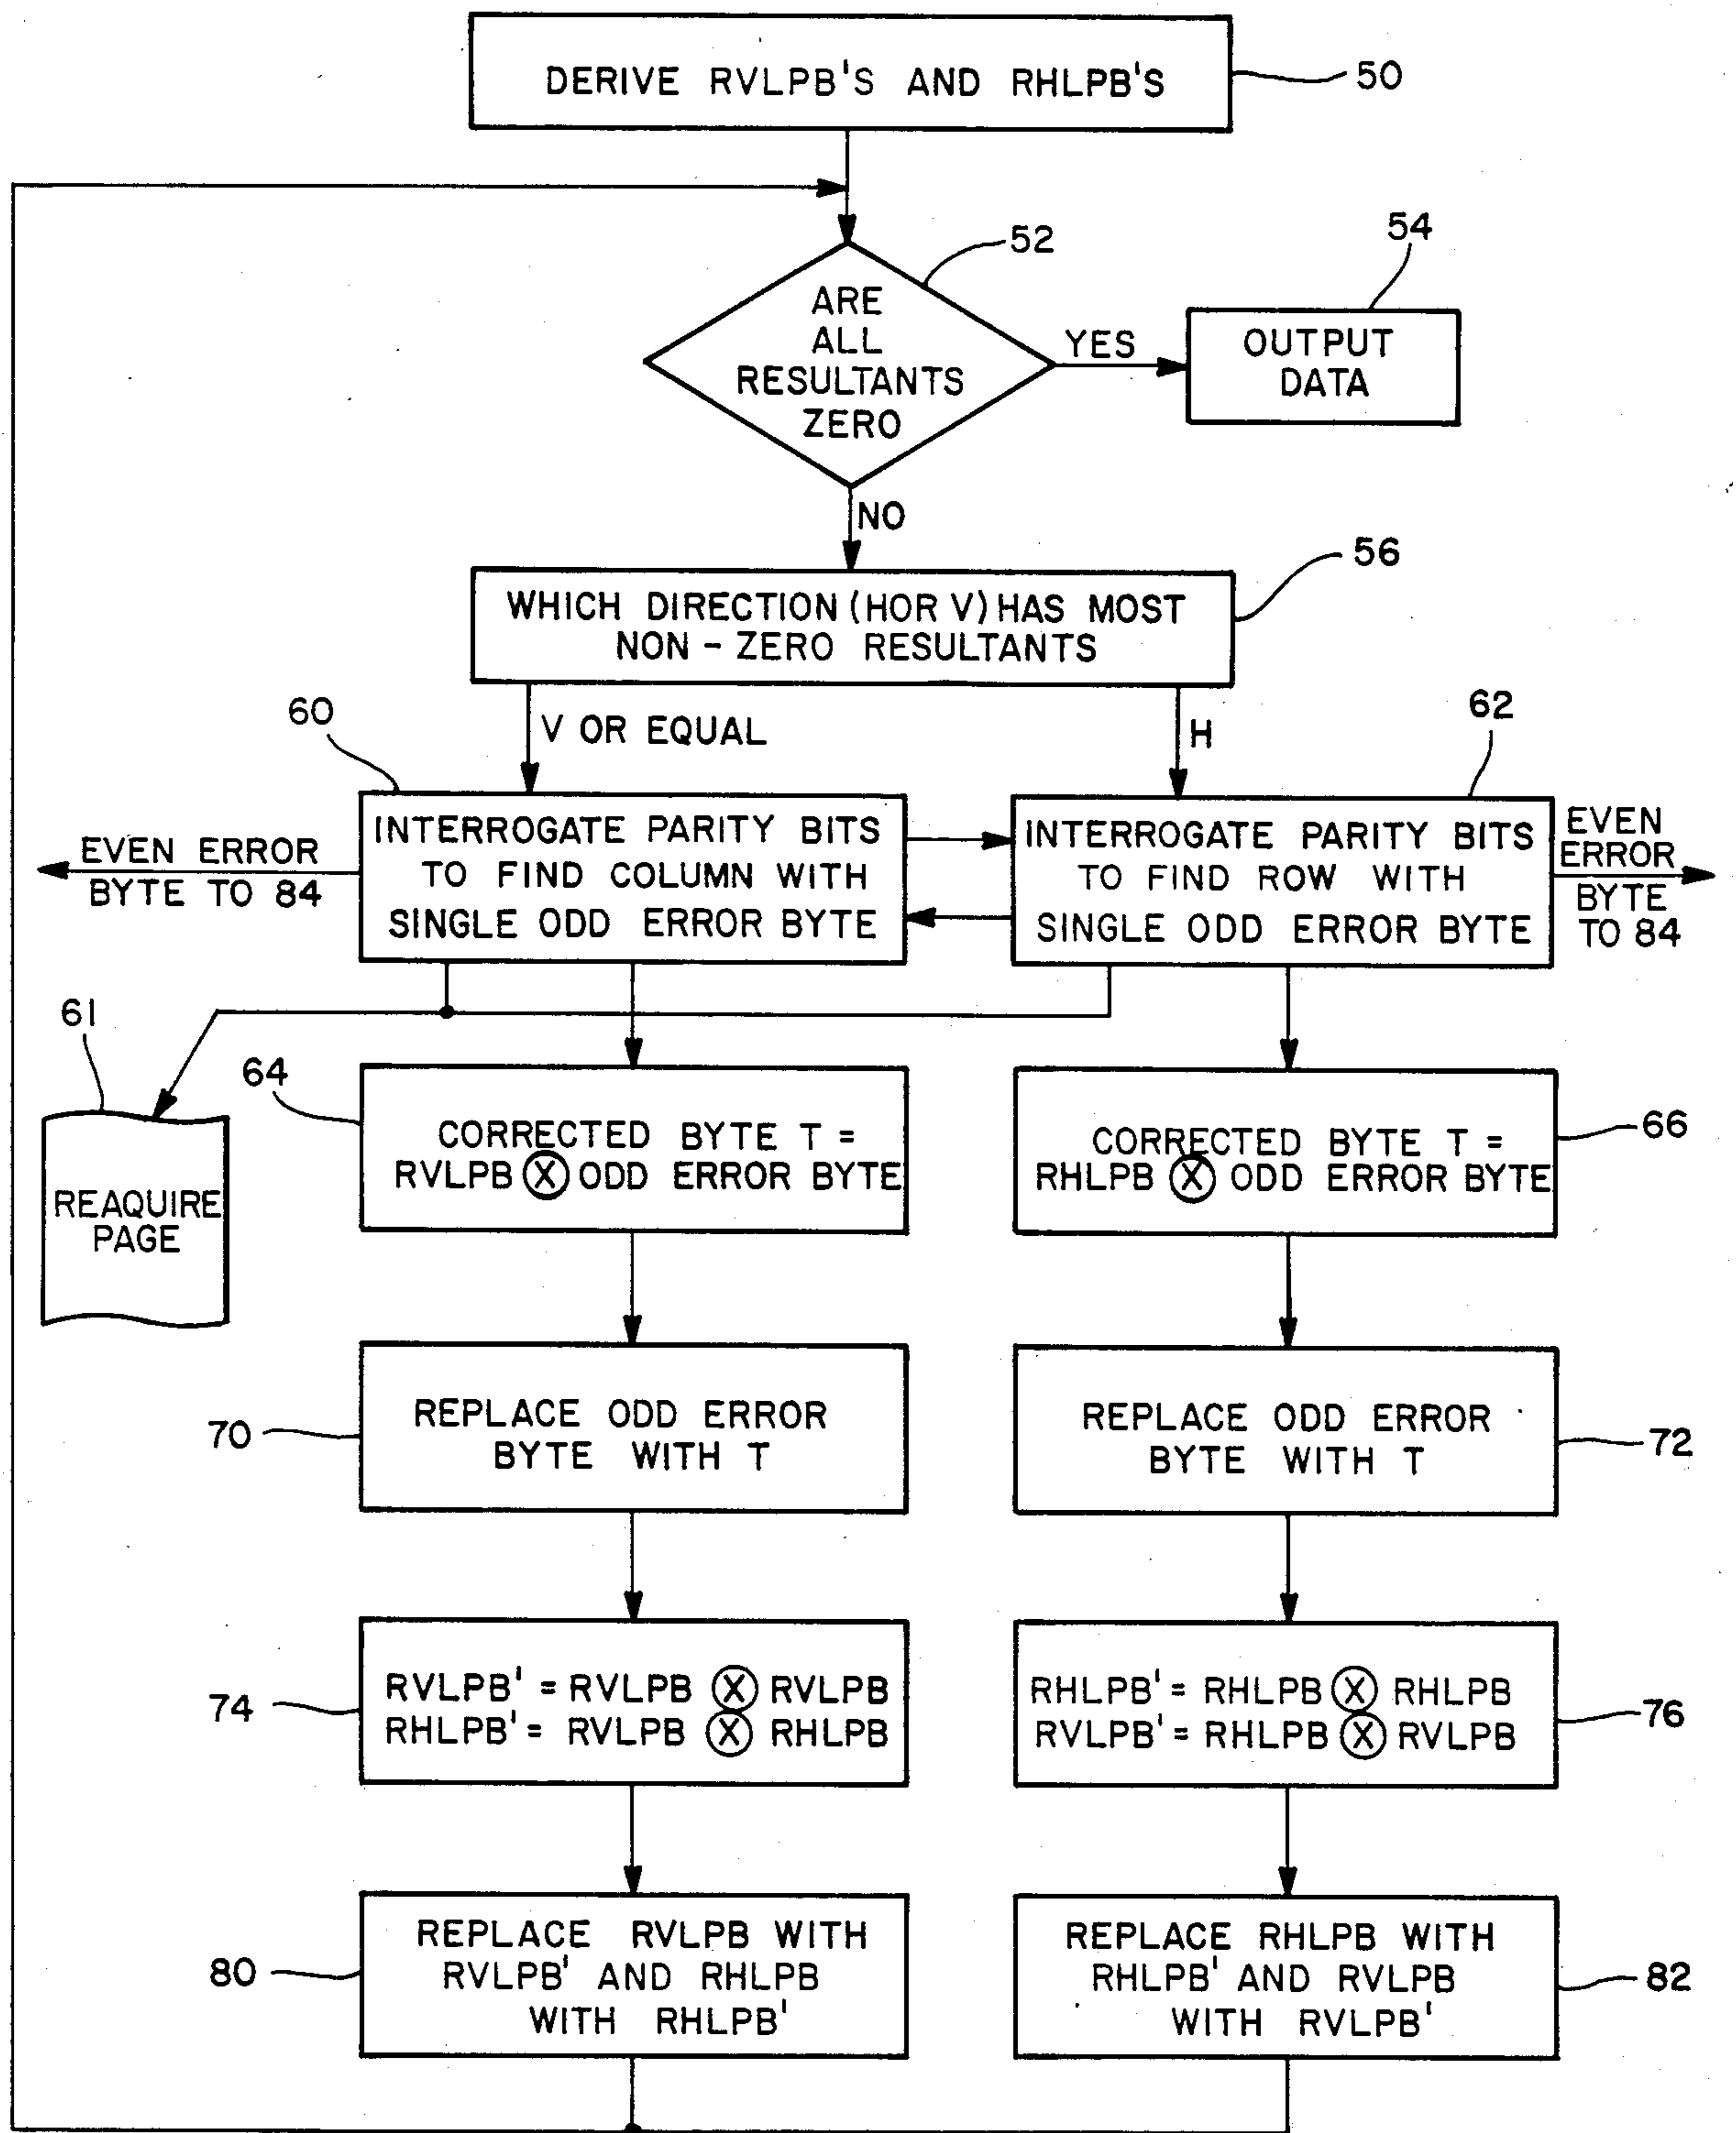 DERIVE RVLPB'S AND RHLPB'S
50
52
54
ARE
ALL
RESULTANTS
ZERO
YES
OUTPUT
DATA
NO
56
WHICH DIRECTION (H OR V) HAS MOST
NON-ZERO RESULTANTS
60
V OR EQUAL
H
62
EVEN ERROR
BYTE TO 84
INTERROGATE PARITY BITS
TO FIND COLUMN WITH
SINGLE ODD ERROR BYTE
INTERROGATE PARITY BITS
TO FIND ROW WITH
SINGLE ODD ERROR BYTE
EVEN
ERROR
BYTE
TO 84
61
REAQUIRE
PAGE
64
CORRECTED BYTE T =
RVLPB Ⓧ ODD ERROR BYTE
CORRECTED BYTE T =
RHLPB Ⓧ ODD ERROR BYTE
66
70
REPLACE ODD ERROR
BYTE WITH T
REPLACE ODD ERROR
BYTE WITH T
72
74
RVLPB' = RVLPB Ⓧ RVLPB
RHLPB' = RVLPB Ⓧ RHLPB
RHLPB' = RHLPB Ⓧ RHLPB
RVLPB' = RHLPB Ⓧ RVLPB
76
80
REPLACE RVLPB WITH
RVLPB' AND RHLPB
WITH RHLPB'
REPLACE RHLPB WITH
RHLPB' AND RVLPB
WITH RVLPB'
82